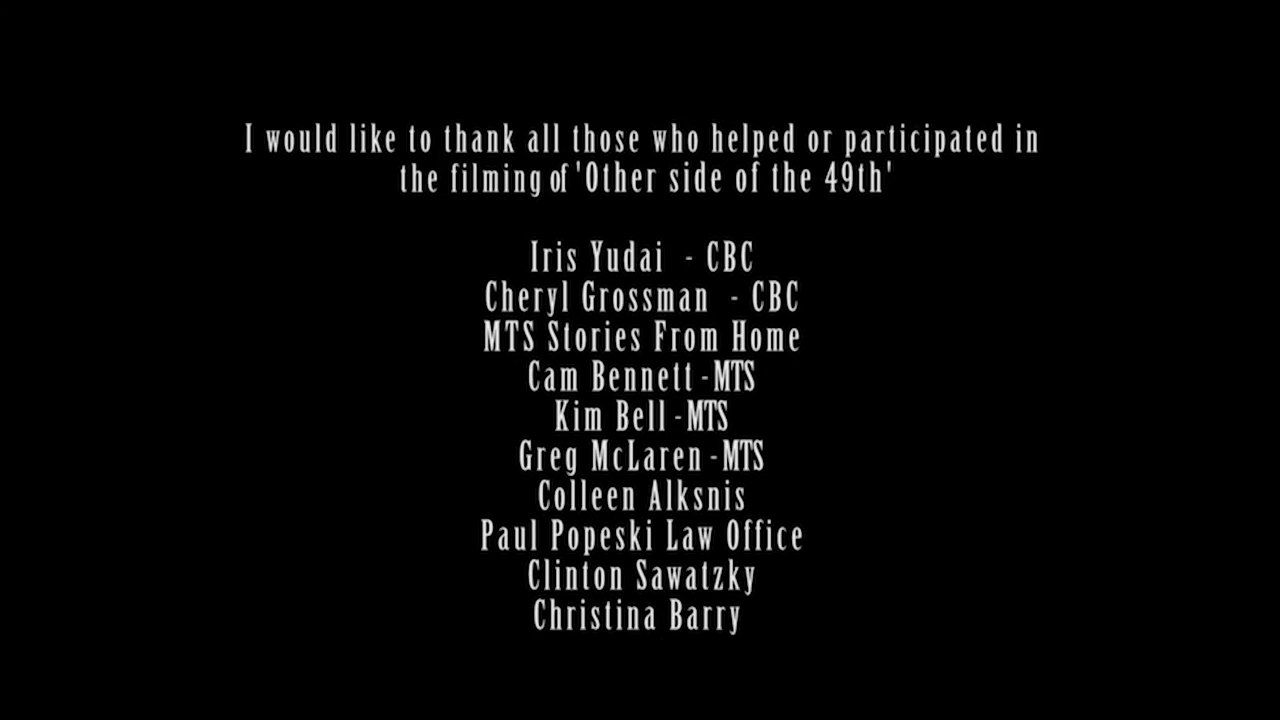 I would like to thank all those who helped or participated in
the filming of 'Other side of the 49th'
Iris Yudai - CBC
Cheryl Grossman - CBC
MTS Stories From Home
Cam Bennett - MTS
Kim Bell - MTS
Greg McLaren - MTS
Colleen Alksnis
Paul Popeski Law Office
Clinton Sawatzky
Christina Barry